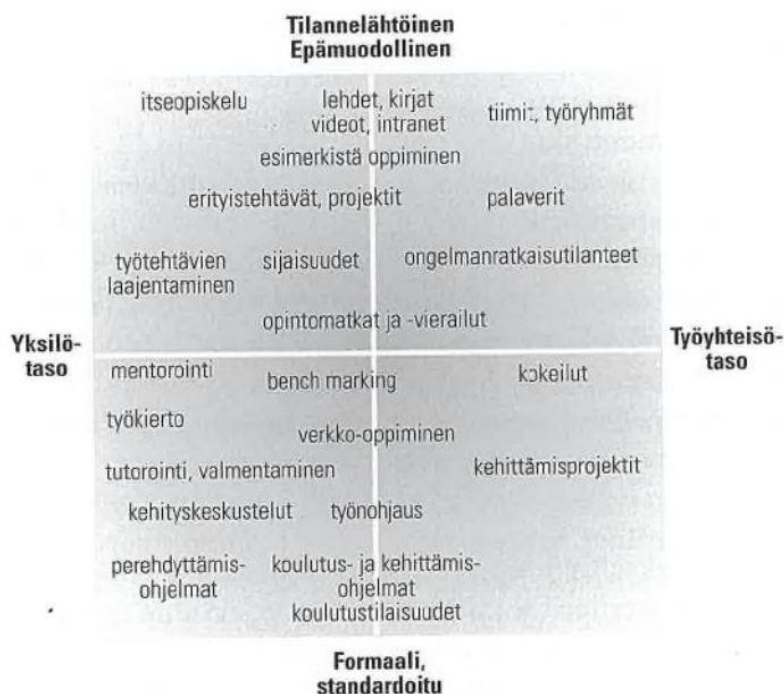 Tilannelähtöinen
Epämuodollinen
itseopiskelu
lehdet, kirjat
videot, intranet
tiimit, työryhmät
esimerkistä oppiminen
erityistehtävät, projektit
palaverit
työtehtävien
laajentaminen
sijaisuudet
ongelmanratkaisutilanteet
opintomatkat ja -vierailut
Yksilö-
taso
Työyhteisö-
taso
mentorointi
bench marking
kokeilut
työkierto
verkko-oppiminen
tutorointi, valmentaminen
kehittämisprojektit
kehityskeskustelut
työnohjaus
perehdyttämis-
ohjelmat
koulutus- ja kehittämis-
ohjelmat
koulutustilaisuudet
Formaali,
standardoitu